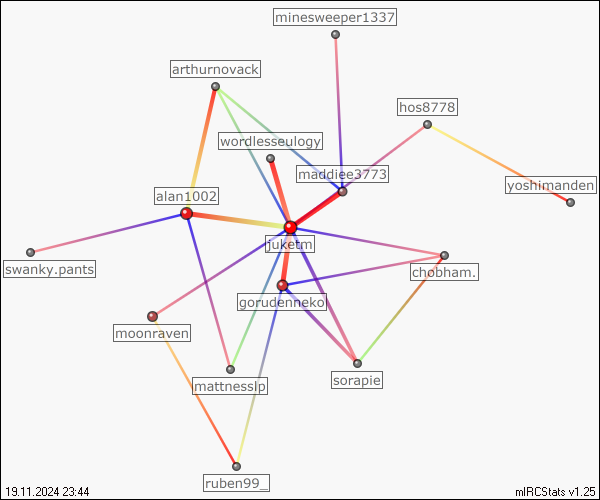 minesweeper1337
arthurnovack
hos8778
wordlesseulogy
maddiee3773
yoshimanden
alan1002
juketm
swanky.pants
chobham.
gorudennekoi
moonraven
mattnesslp
sorapie
ruben99_
19.11.2024 23:44
mIRCStats v1.25